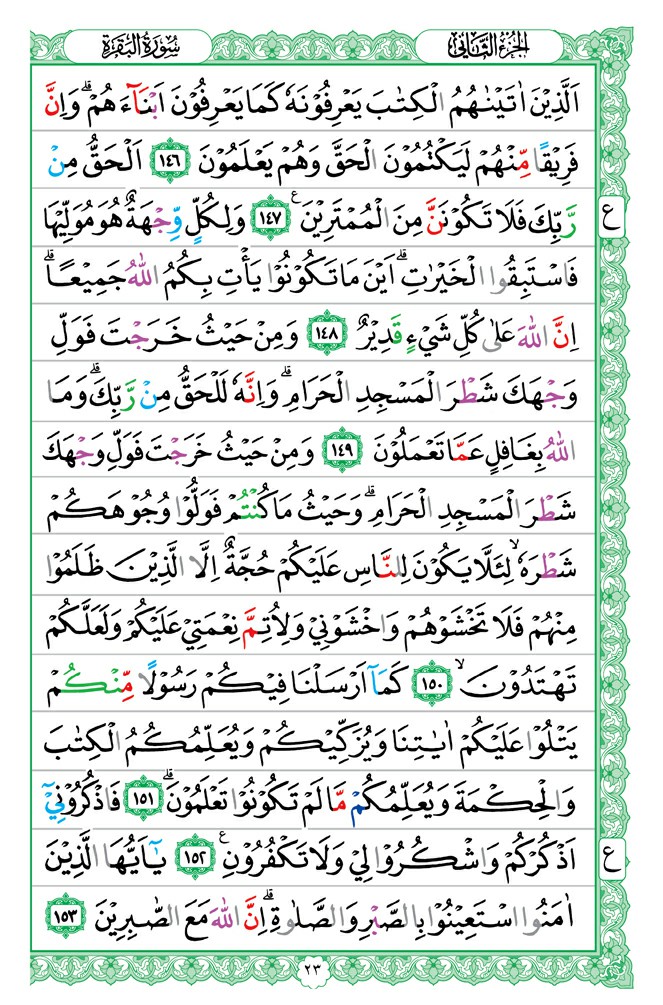 الجزء الثانی
سورة البقرة
اَلَّذِيْنَ اٰتَيْنٰهُمُ الْكِتٰبَ يَعْرِفُوْنَهٗ كَمَا يَعْرِفُوْنَ اَبْنَآءَهُمْ ؕ وَاِنَّ
فَرِيْقًا مِّنْهُمْ لَيَكْتُمُوْنَ الْحَقَّ وَهُمْ يَعْلَمُوْنَ ۝١٤٦ اَلْحَقُّ مِنْ
رَّبِّكَ فَلَا تَكُوْنَنَّ مِنَ الْمُمْتَرِيْنَ ۝١٤٧ وَلِكُلٍّ وِّجْهَةٌ هُوَمُوَلِّيْهَا
ع
فَاسْتَبِقُوا الْخَيْرٰتِ ؕ اَيْنَ مَا تَكُوْنُوْا يَأْتِ بِكُمُ اللّٰهُ جَمِيْعًا ؕ
اِنَّ اللّٰهَ عَلٰى كُلِّ شَيْءٍ قَدِيْرٌ ۝١٤٨ وَمِنْ حَيْثُ خَرَجْتَ فَوَلِّ
وَجْهَكَ شَطْرَ الْمَسْجِدِ الْحَرَامِ ؕ وَاِنَّهٗ لَلْحَقُّ مِنْ رَّبِّكَ ؕ وَمَا
اللّٰهُ بِغَافِلٍ عَمَّا تَعْمَلُوْنَ ۝١٤٩ وَمِنْ حَيْثُ خَرَجْتَ فَوَلِّ وَجْهَكَ
شَطْرَ الْمَسْجِدِ الْحَرَامِ ؕ وَحَيْثُ مَا كُنْتُمْ فَوَلُّوْا وُجُوْهَكُمْ
شَطْرَهٗ ۙ لِئَلَّا يَكُوْنَ لِلنَّاسِ عَلَيْكُمْ حُجَّةٌ اِلَّا الَّذِيْنَ ظَلَمُوْا
مِنْهُمْ فَلَا تَخْشَوْهُمْ وَاخْشَوْنِيْ وَلِاُتِمَّ نِعْمَتِيْ عَلَيْكُمْ وَلَعَلَّكُمْ
تَهْتَدُوْنَ ۙ ۝١٥٠ كَمَآ اَرْسَلْنَا فِيْكُمْ رَسُوْلًا مِّنْكُمْ
يَتْلُوْا عَلَيْكُمْ اٰيٰتِنَا وَيُزَكِّيْكُمْ وَيُعَلِّمُكُمُ الْكِتٰبَ
وَالْحِكْمَةَ وَيُعَلِّمُكُمْ مَّا لَمْ تَكُوْنُوْا تَعْلَمُوْنَ ؕ ۝١٥١ فَاذْكُرُوْنِيْٓ
اَذْكُرْكُمْ وَاشْكُرُوْا لِيْ وَلَا تَكْفُرُوْنِ ۝١٥٢ يٰٓاَيُّهَا الَّذِيْنَ
ع
اٰمَنُوا اسْتَعِيْنُوْا بِالصَّبْرِ وَالصَّلٰوةِ ؕ اِنَّ اللّٰهَ مَعَ الصّٰبِرِيْنَ ۝١٥٣
٢٣